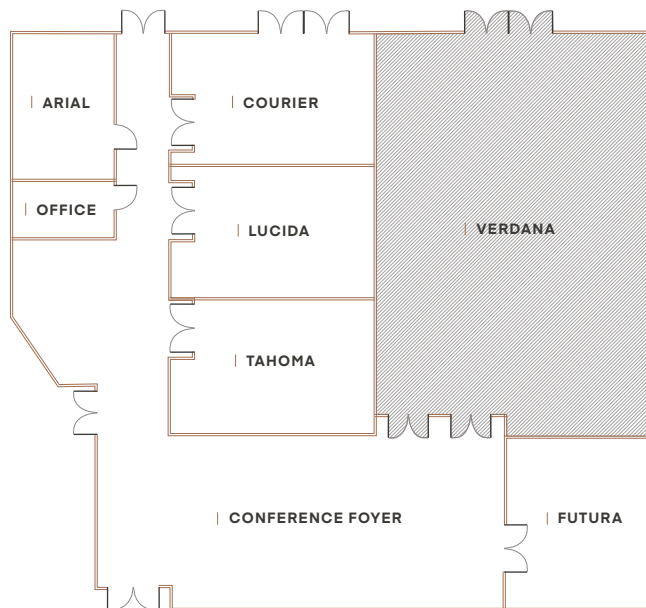 ARIAL
COURIER
OFFICE
LUCIDA
VERDANA
TAHOMA
CONFERENCE FOYER
FUTURA